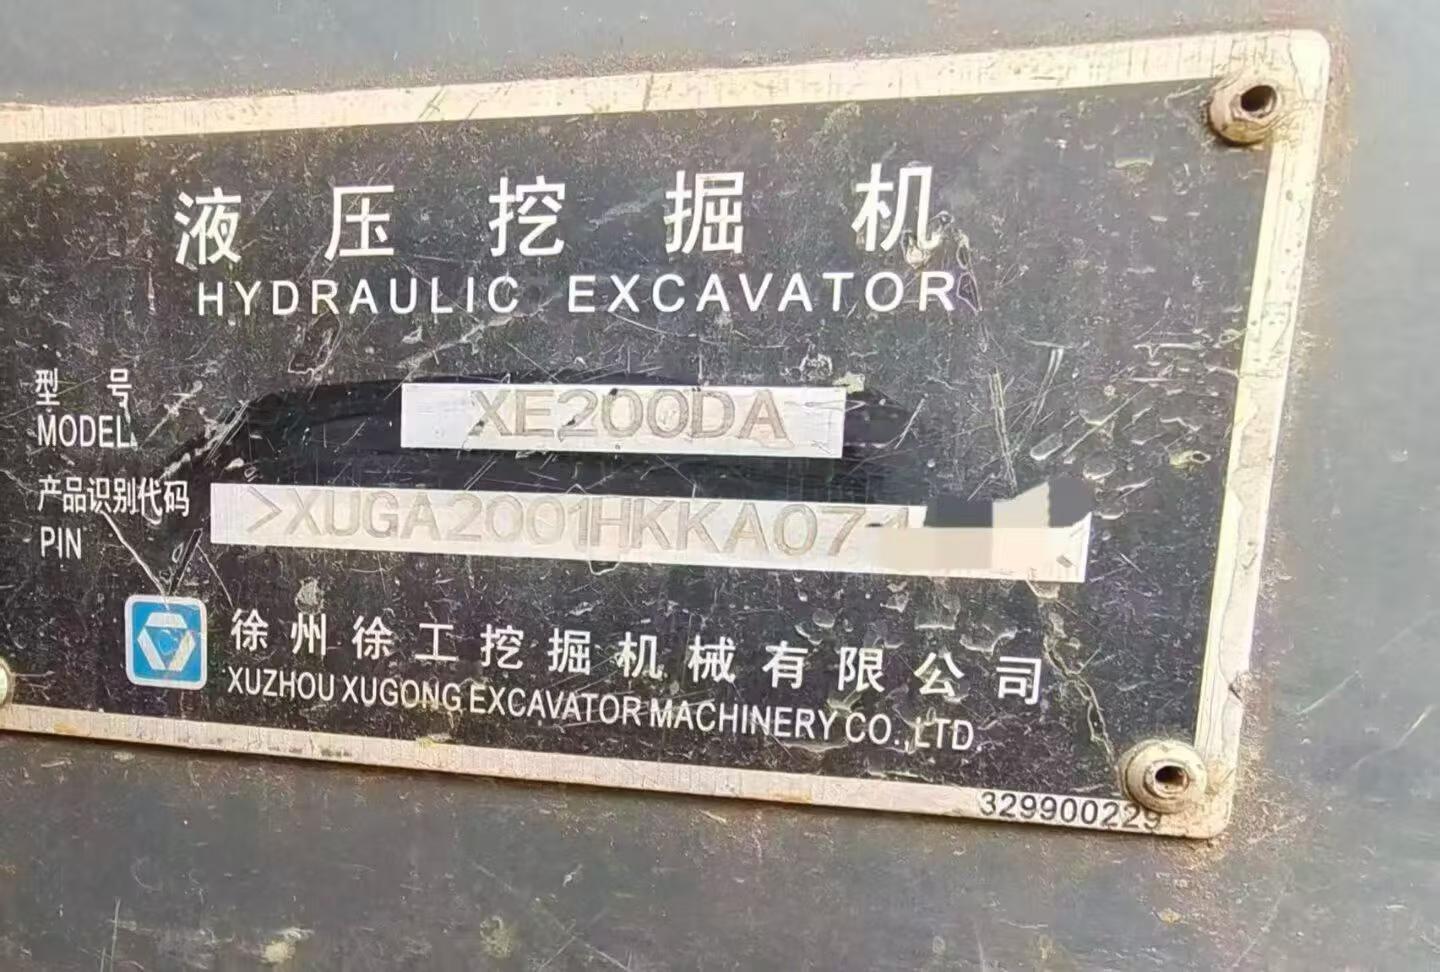 液压挖掘机
HYDRAULIC EXCAVATOR
型号
MODEL
XE200DA
产品识别代码
PIN
>XUGA2001HKKA071
徐州徐工挖掘机械有限公司
XUZHOU XUGONG EXCAVATOR MACHINERY CO.,LTD
329900229